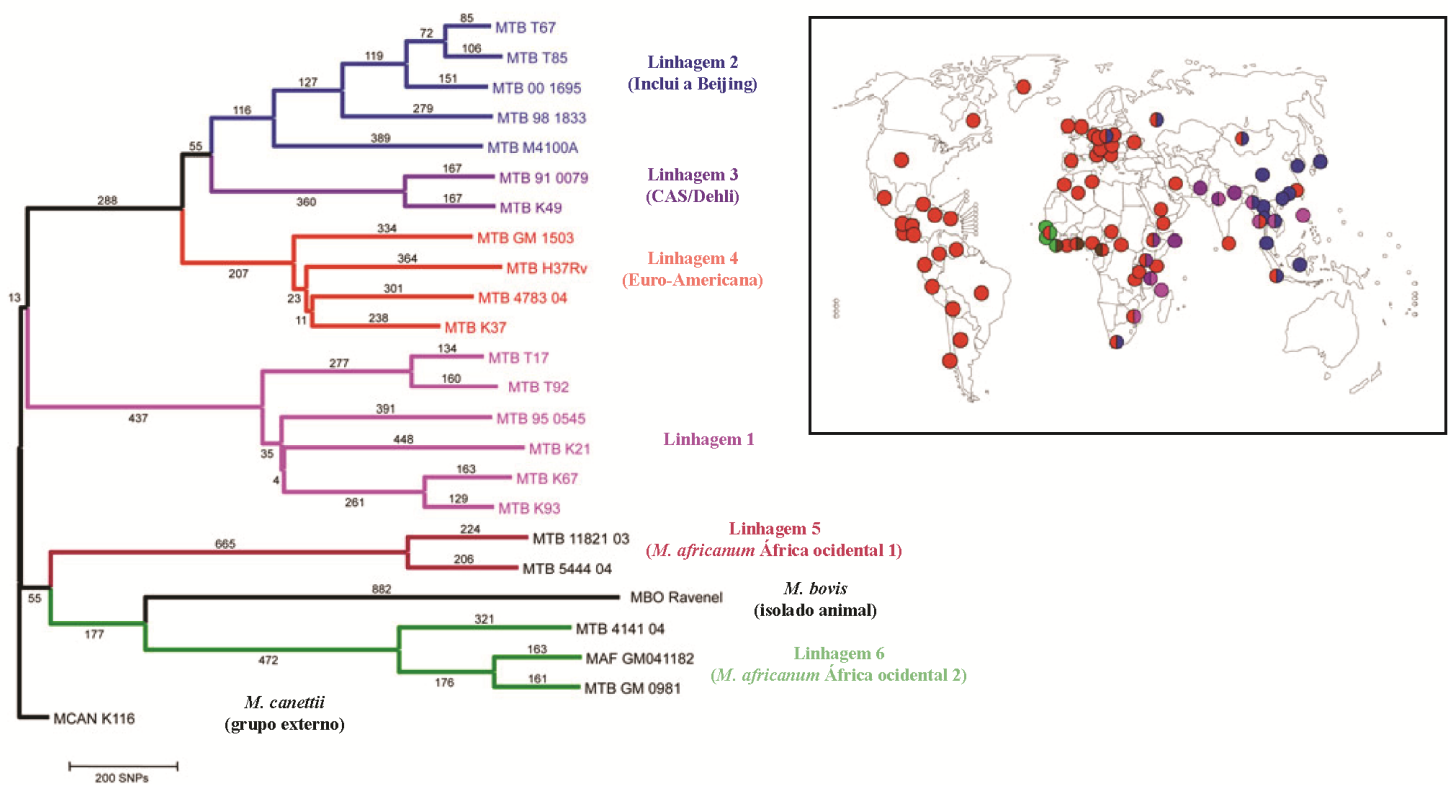 85
MTB T67
72
106
MTB T85
119
151
MTB 00 1695
127
279
MTB 98 1833
116
389
MTB M4100A
Linhagem 2
(Inclui a Beijing)
55
167
MTB 91 0079
360
167
MTB K49
Linhagem 3
(CAS/Dehli)
288
334
MTB GM 1503
207
364
MTB H37Rv
23
301
MTB 4783 04
11
238
MTB K37
Linhagem 4
(Euro-Americana)
13
134
MTB T17
277
160
MTB T92
437
391
MTB 95 0545
35
448
MTB K21
4
163
MTB K67
261
129
MTB K93
Linhagem 1
224
MTB 11821 03
665
206
MTB 5444 04
Linhagem 5
(M. africanum África ocidental 1)
55
882
MBO Ravenel
M. bovis
(isolado animal)
177
321
MTB 4141 04
472
163
MAF GM041182
176
161
MTB GM 0981
Linhagem 6
(M. africanum África ocidental 2)
MCAN K116
M. canettii
(grupo externo)
200 SNPs